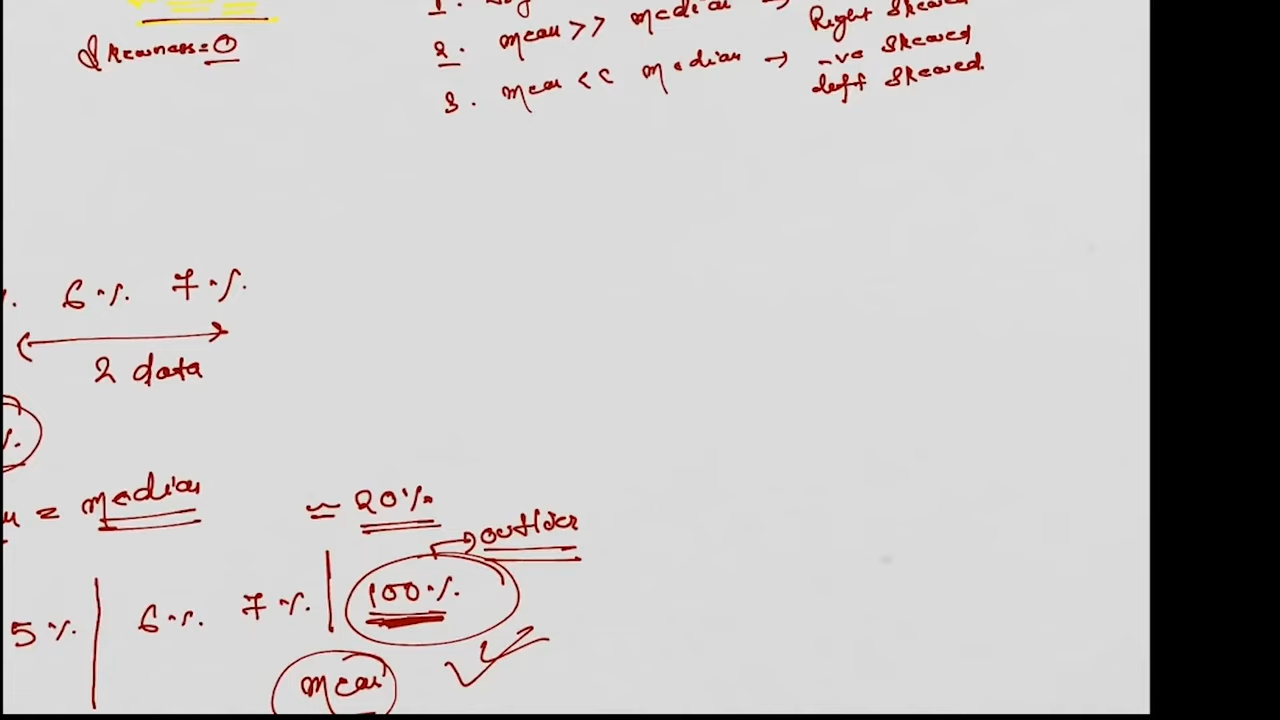 Skewness = 0
1.
2. mean >> median →
Right Skewed
3. mean << median → -ve Skewed
left Skewed.
6 % 7 %
2 data
%
= median ≈ 20%
→ outlier
5 % | 6 % 7 % | 100 %
mean